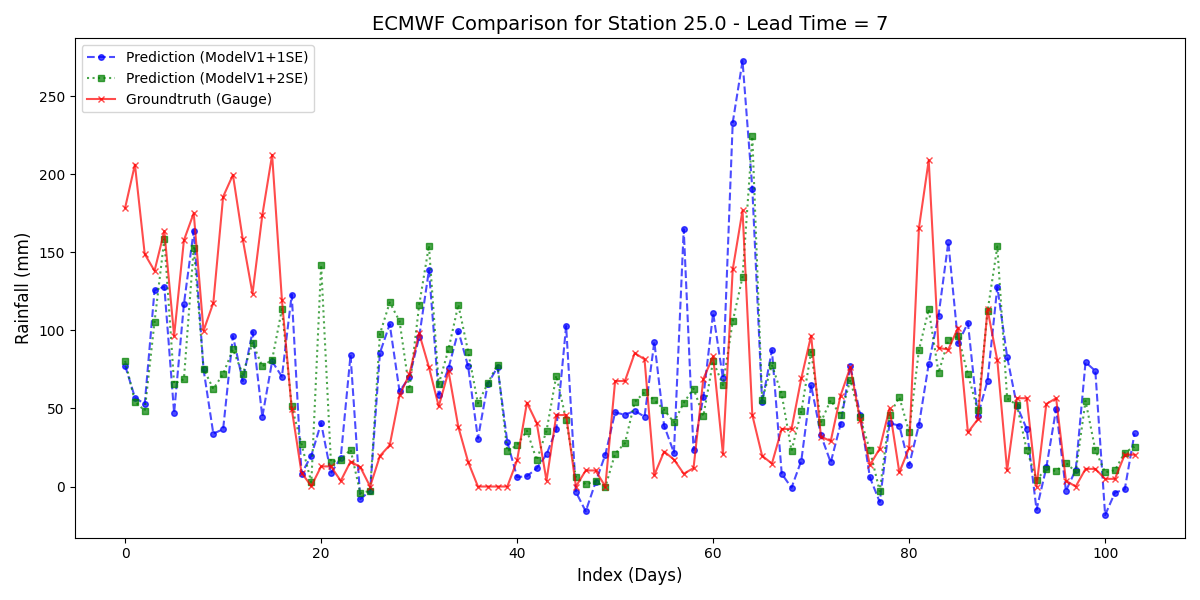 ECMWF Comparison for Station 25.0 - Lead Time = 7
Prediction (ModelV1+1SE)
Prediction (ModelV1+2SE)
Groundtruth (Gauge)
Rainfall (mm)
250
200
150
100
50
0
0 20 40 60 80 100
Index (Days)